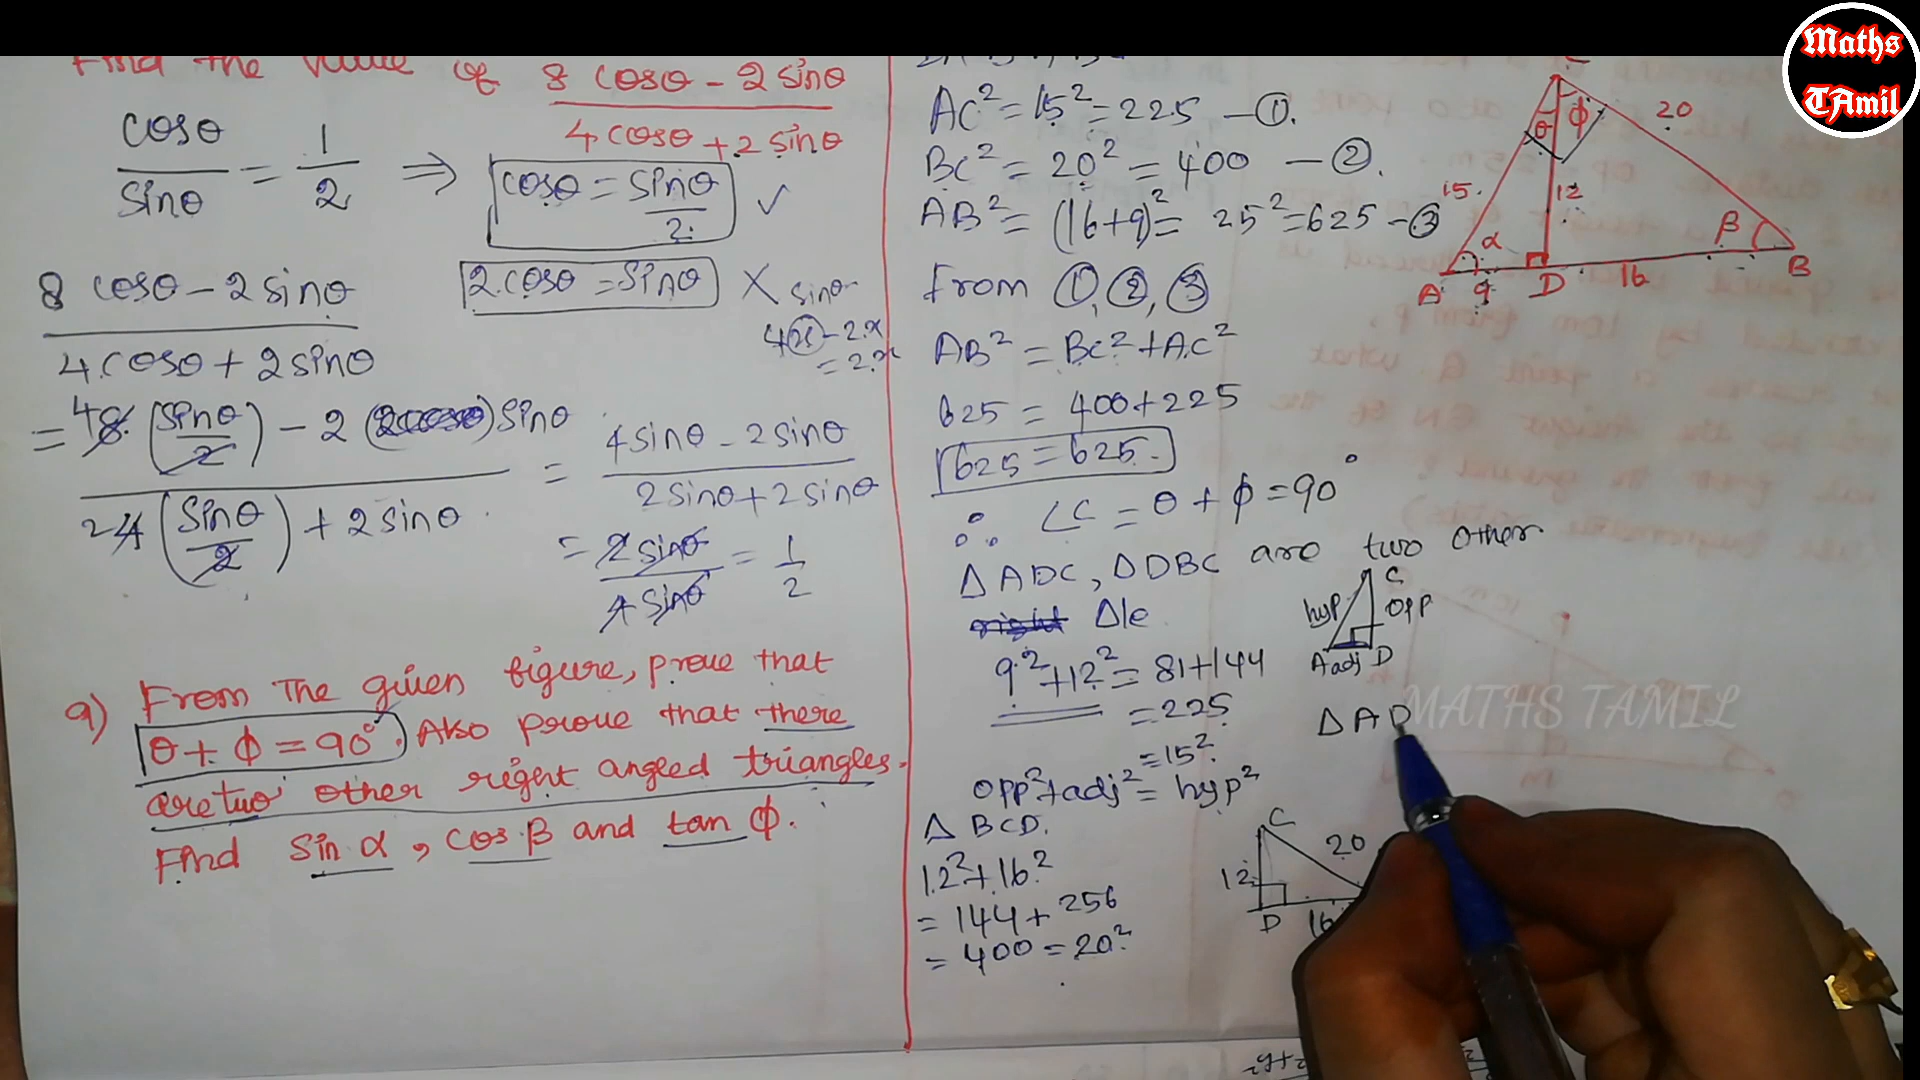 Find the value of 8 cosθ - 2 sinθ
4 cosθ + 2 sinθ
cosθ / sinθ = 1/2 ⇒ cosθ = sinθ/2 ✓
2 cosθ = sinθ X
sinθ
8 cosθ - 2 sinθ
4 cosθ + 2 sinθ
= 4 8 (sinθ/2) - 2 sinθ
2 4 (sinθ/2) + 2 sinθ
= 4 sinθ - 2 sinθ
2 sinθ + 2 sinθ
= 2 sinθ / 4 sinθ = 1/2
9) From The given figure, prove that
θ + ϕ = 90°. Also prove that there
are two other right angled triangles.
Find sin α, cos β and tan ϕ.
AC² = 15² = 225 - ①.
BC² = 20² = 400 - ②.
AB² = (16+9)² = 25² = 625 - ③
From ①, ②, ③
AB² = BC² + AC²
625 = 400 + 225
625 = 625.
∴ ∠C = θ + ϕ = 90°
Δ ADC, Δ DBC are two other
right Δle
9² + 12² = 81 + 144
= 225
= 15²
opp² + adj² = hyp²
Δ BCD.
12² + 16²
= 144 + 256
= 400 = 20²
θ ϕ 20
15 12
α β
A 9 D 16 B
C
hyp opp
A adj D
Δ AD
C
20
12
D 16
MATHS TAMIL
Maths
TAmil